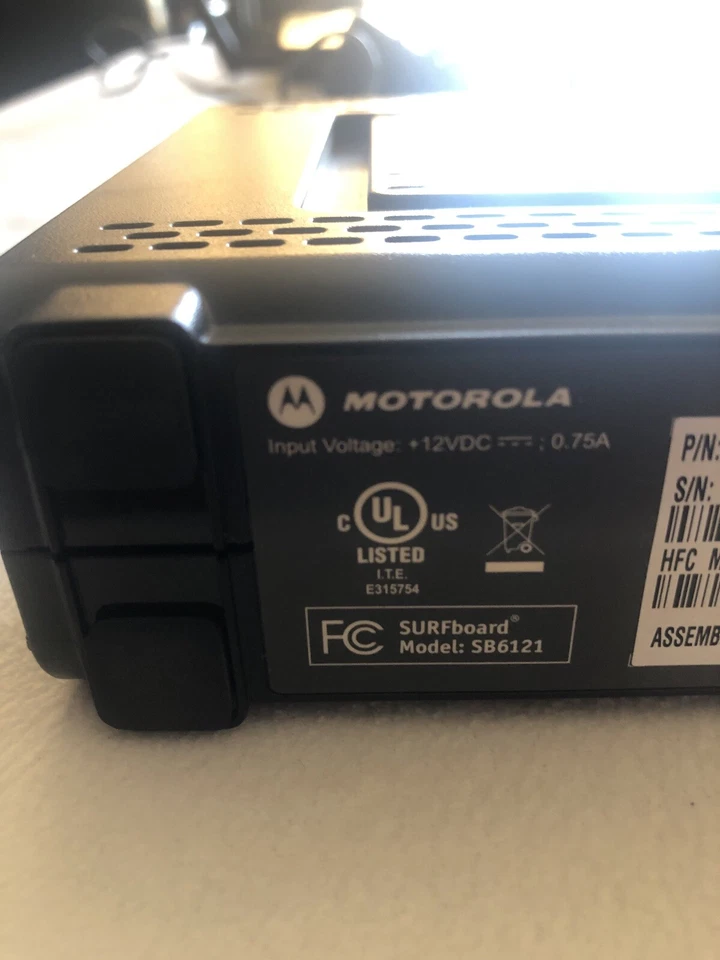 MOTOROLA
Input Voltage: +12VDC ⎓ ; 0.75A
C UL US
LISTED
I.T.E.
E315754
FC SURFboard®
Model: SB6121
P/N:
S/N:
HFC
ASSEMB